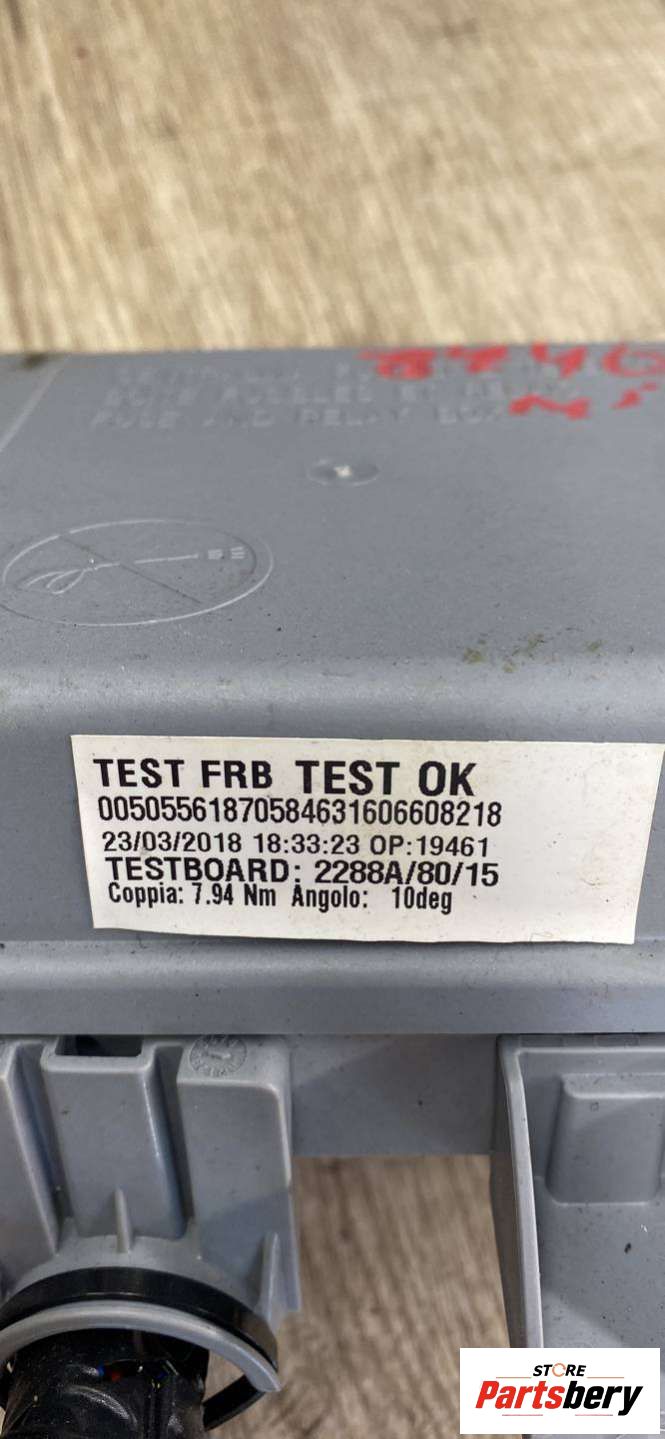 FUSE AND RELAY BOX
TEST FRB TEST OK
00505561870584631606608218
23/03/2018 18:33:23 OP:19461
TESTBOARD: 2288A/80/15
Coppia: 7.94 Nm Angolo: 10deg
STORE
Partsbery